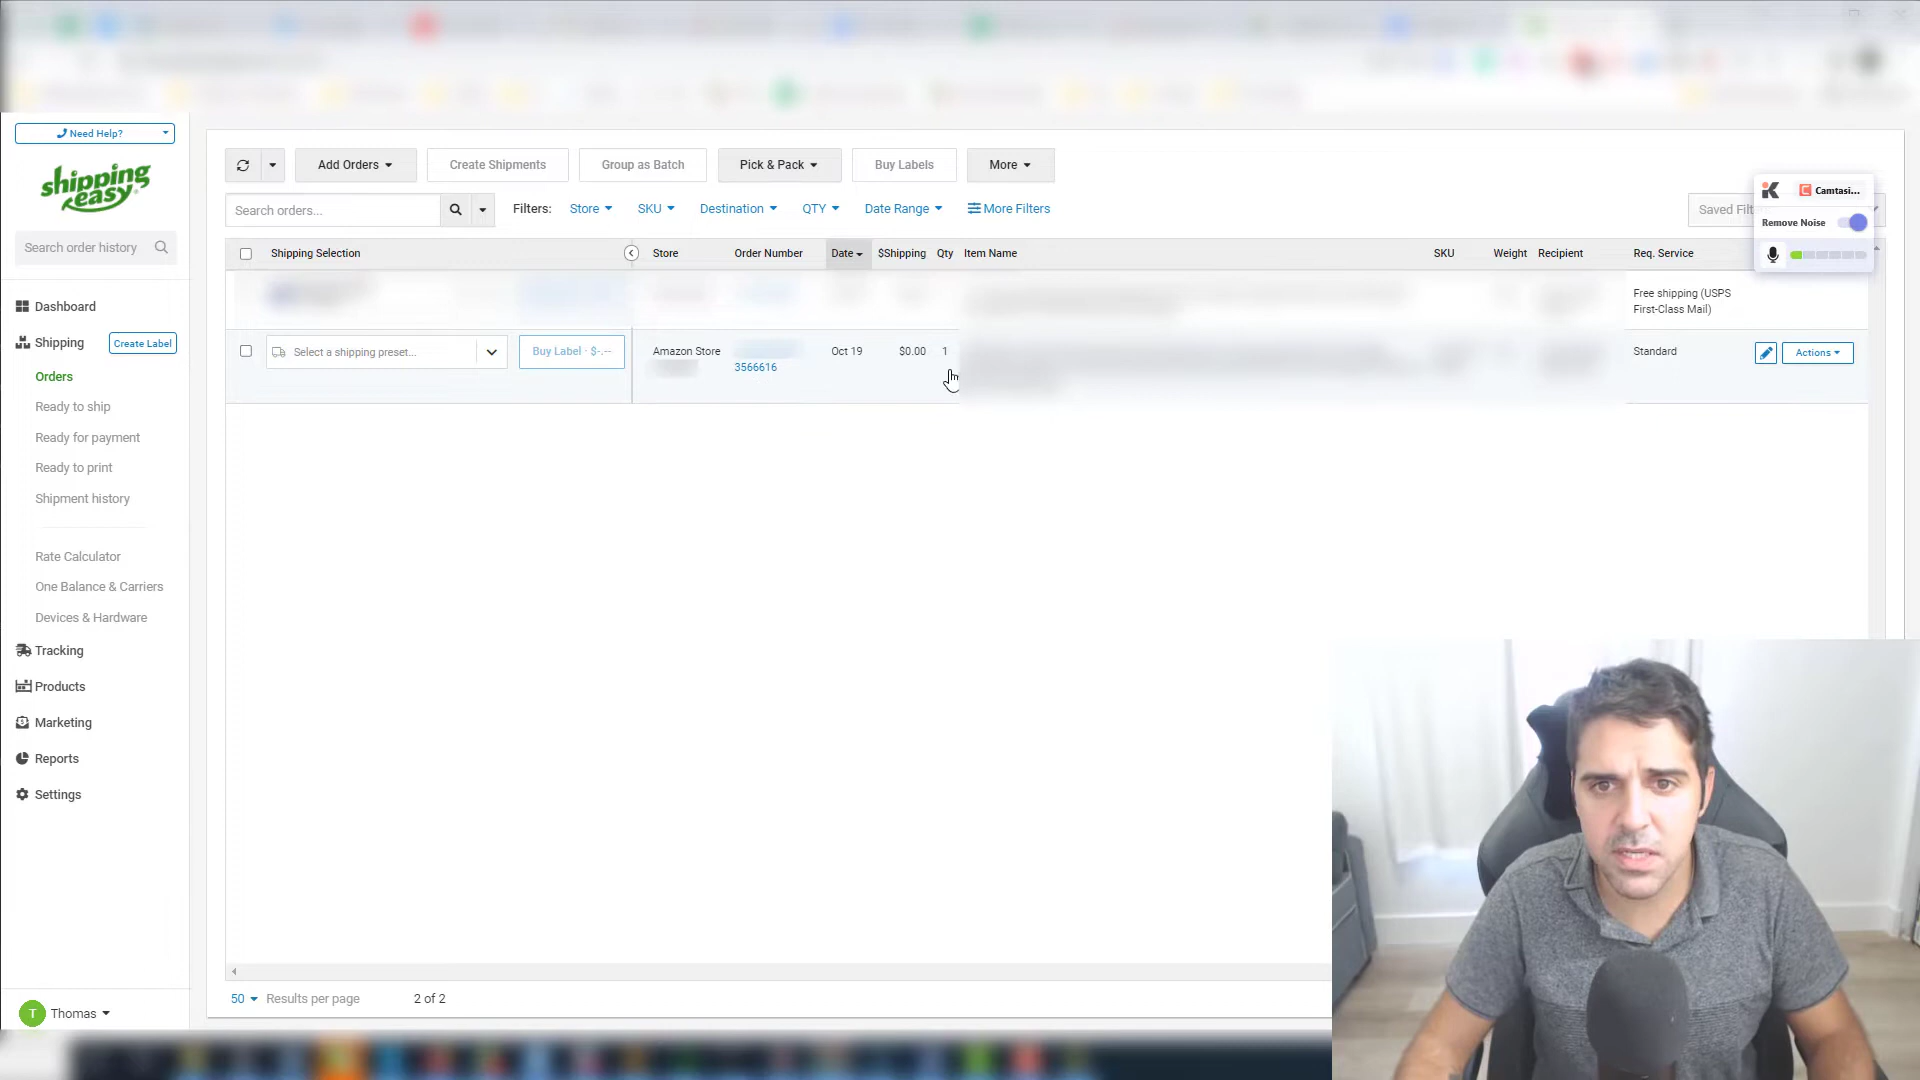 Need Help?
shipping
easy
Search order history
Dashboard
Shipping
Create Label
Orders
Ready to ship
Ready for payment
Ready to print
Shipment history
Rate Calculator
One Balance & Carriers
Devices & Hardware
Tracking
Products
Marketing
Reports
Settings
T Thomas
Add Orders
Create Shipments
Group as Batch
Pick & Pack
Buy Labels
More
Search orders...
Filters:
Store
SKU
Destination
QTY
Date Range
More Filters
Saved Filt
Camtasi...
Remove Noise
Shipping Selection
Store
Order Number
Date
$Shipping
Qty
Item Name
SKU
Weight
Recipient
Req. Service
Free shipping (USPS
First-Class Mail)
Select a shipping preset...
Buy Label · $-.--
Amazon Store
3566616
Oct 19
$0.00
1
Standard
Actions
50
Results per page
2 of 2